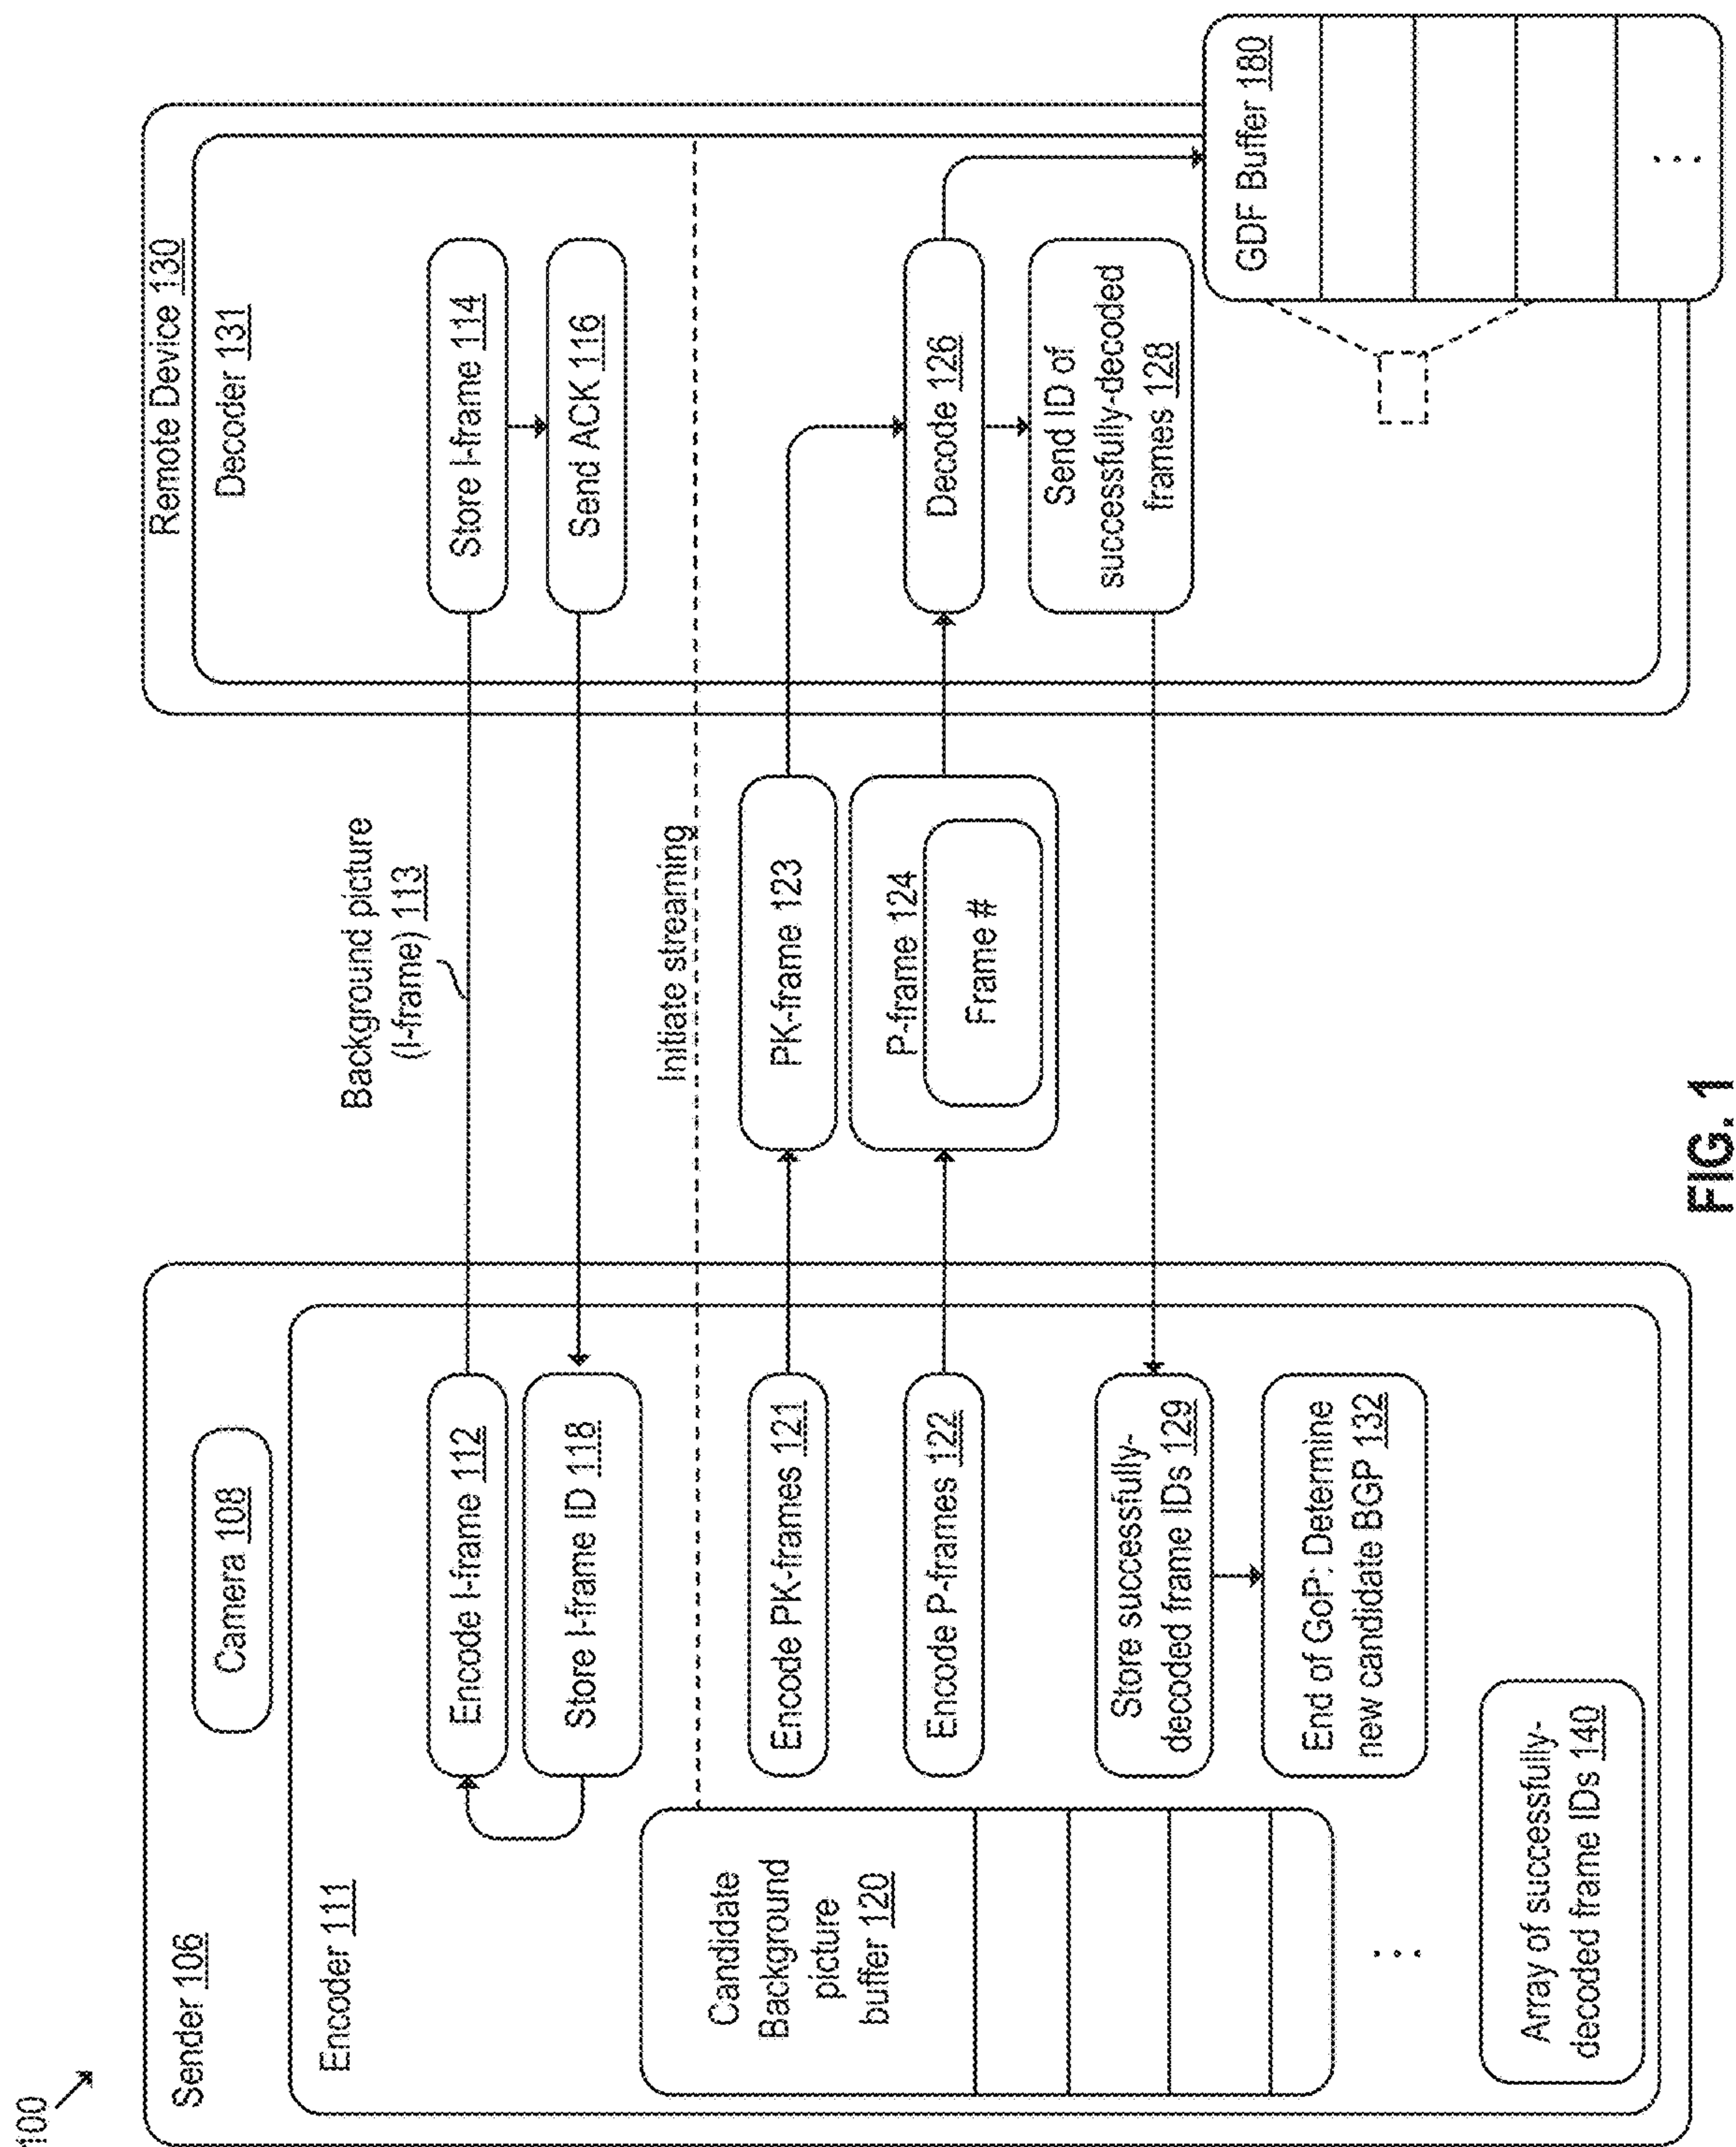 100
Sender 106
Camera 108
Encoder 111
Encode I-frame 112
Store I-frame ID 118
Candidate
Background
picture
buffer 120
Encode PK-frames 121
Encode P-frames 122
Store successfully-
decoded frame IDs 129
End of GoP: Determine
new candidate BGP 132
Array of successfully-
decoded frame IDs 140
Background picture
(I-frame) 113
Initiate streaming
PK-frame 123
P-frame 124
Frame #
Remote Device 130
Decoder 131
Store I-frame 114
Send ACK 116
Decode 126
Send ID of
successfully-decoded
frames 128
GDF Buffer 180
FIG. 1